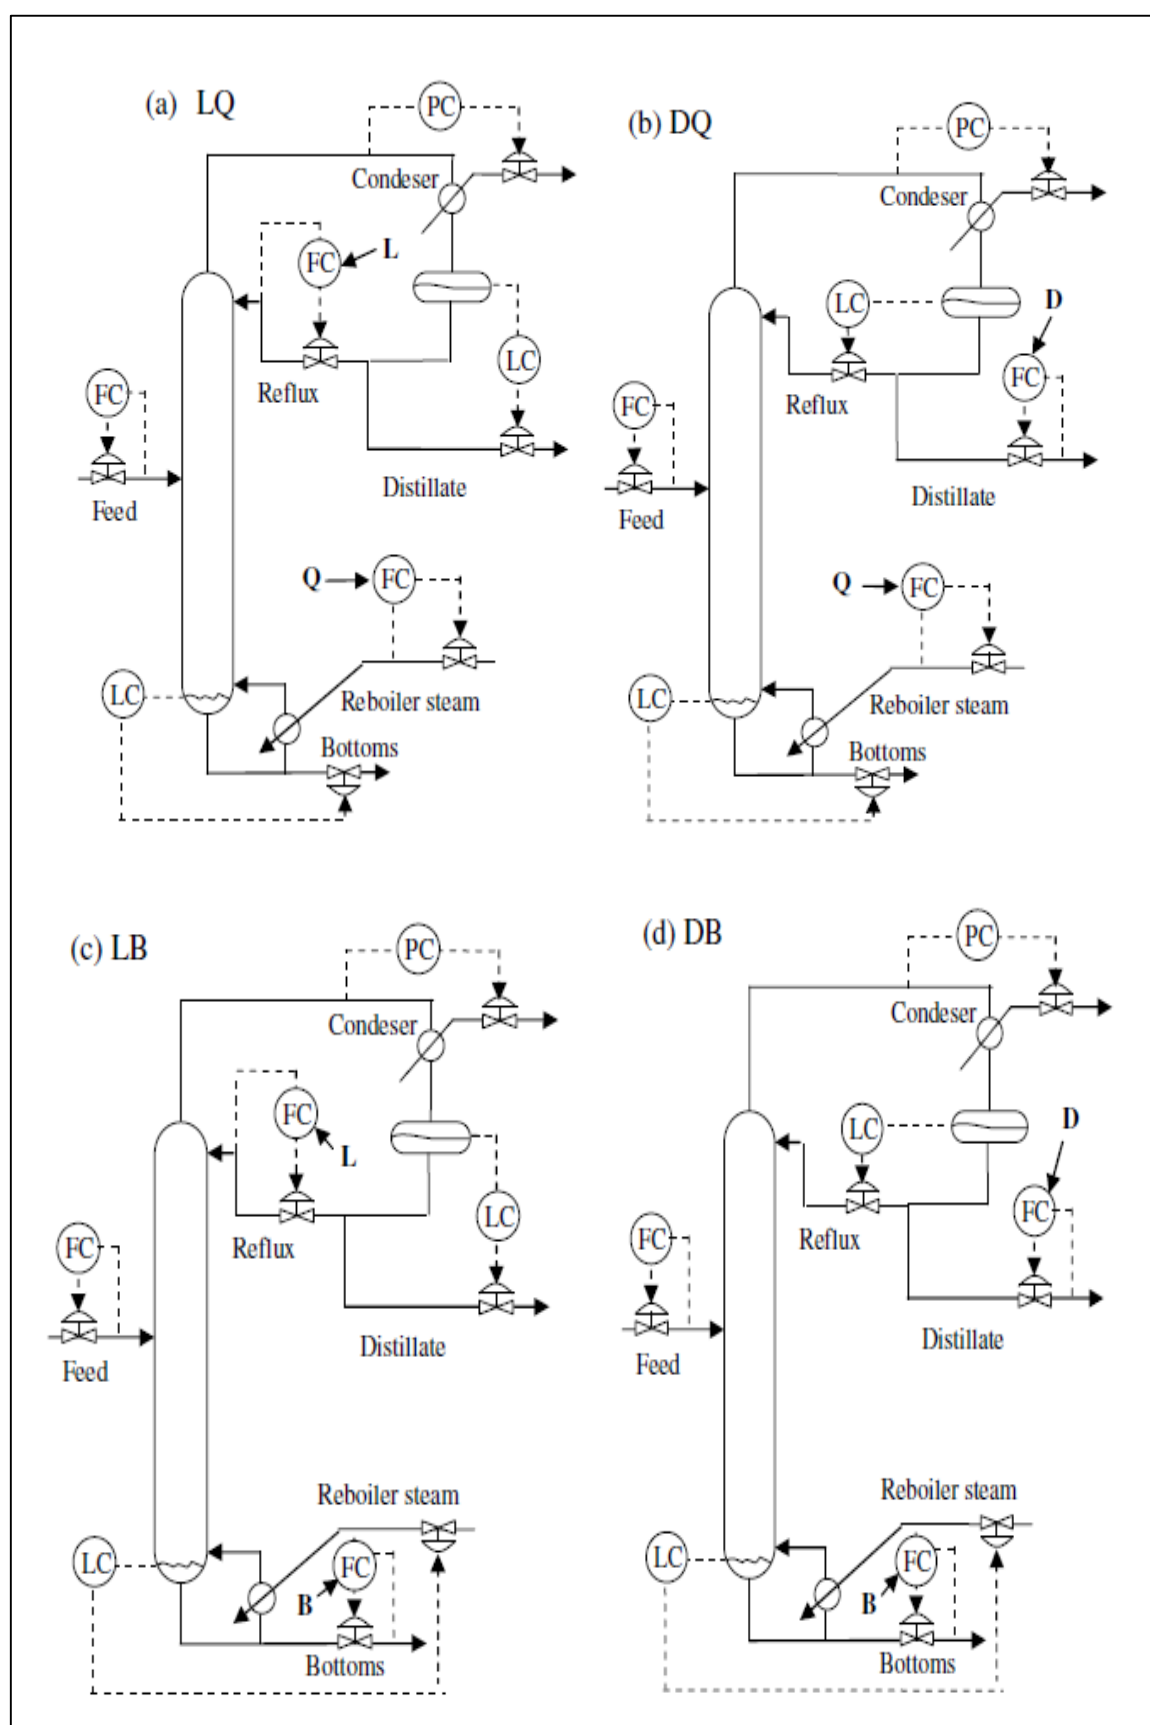 (a) LQ
PC
Condeser
FC
L
LC
Reflux
FC
Feed
Distillate
Q
FC
LC
Reboiler steam
Bottoms
(b) DQ
PC
Condeser
LC
D
FC
Reflux
FC
Feed
Distillate
Q
FC
LC
Reboiler steam
Bottoms
(c) LB
PC
Condeser
FC
L
LC
Reflux
FC
Feed
Distillate
Reboiler steam
LC
FC
B
Bottoms
(d) DB
PC
Condeser
LC
D
FC
Reflux
FC
Feed
Distillate
Reboiler steam
LC
FC
B
Bottoms